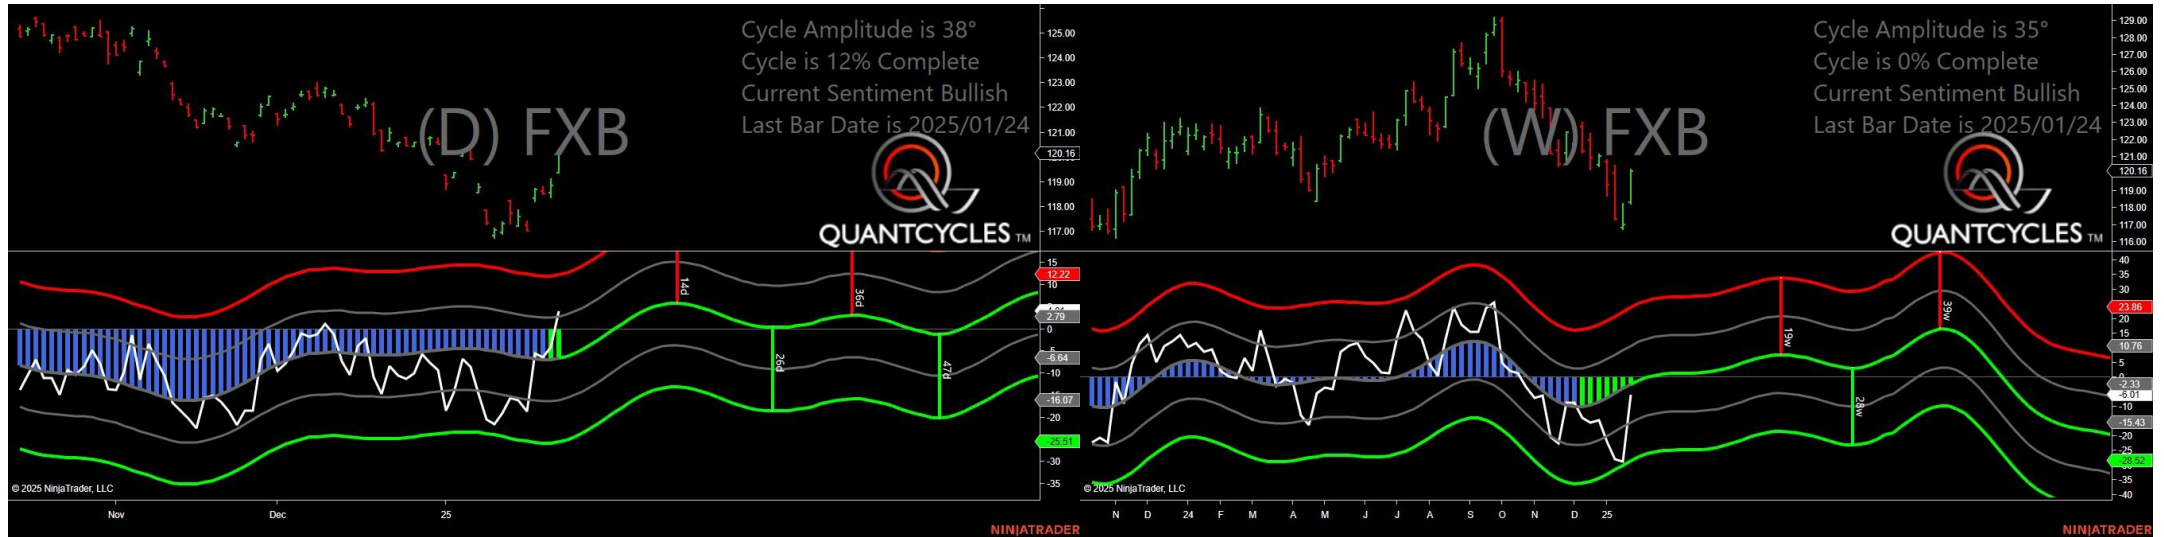 Cycle Amplitude is 38°
Cycle is 12% Complete
Current Sentiment Bullish
Last Bar Date is 2025/01/24
(D) FXB
QUANTCYCLES TM
125.00
124.00
123.00
122.00
121.00
120.16
119.00
118.00
117.00
15
12.22
10
2.79
0
-6.64
-10
-16.07
-20
-25.51
-30
-35
14d
26d
36d
47d
© 2025 NinjaTrader, LLC
Nov Dec 25
NINJATRADER
Cycle Amplitude is 35°
Cycle is 0% Complete
Current Sentiment Bullish
Last Bar Date is 2025/01/24
(W) FXB
QUANTCYCLES TM
129.00
128.00
127.00
126.00
125.00
124.00
123.00
122.00
121.00
120.16
119.00
118.00
117.00
116.00
40
35
30
23.86
20
15
10.76
5
0
-2.33
-6.01
-10
-15.43
-20
-25
-28.52
-35
-40
19w
28w
39w
© 2025 NinjaTrader, LLC
N D 24 F M A M J J A S O N D 25
NINJATRADER